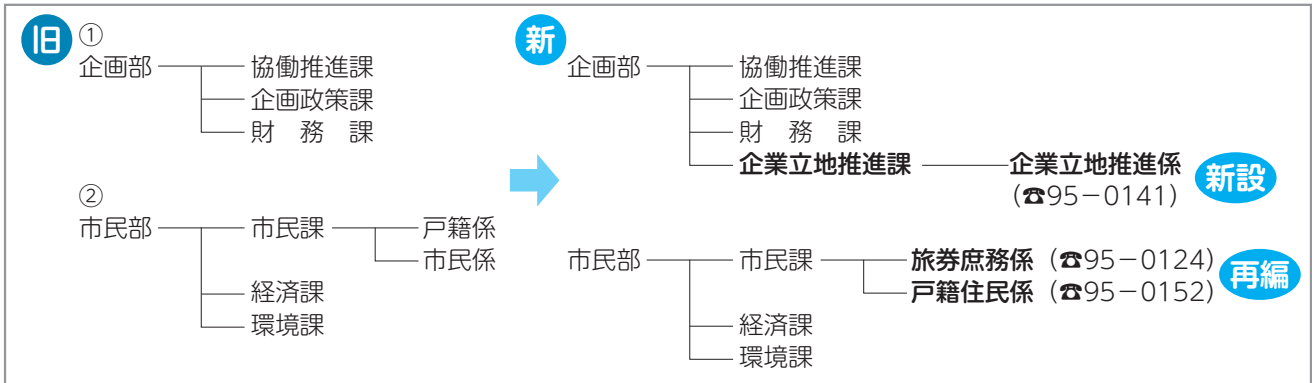 旧
①
企画部 協働推進課
企画政策課
財 務 課
②
市民部 市民課 戸籍係
市民係
経済課
環境課
新
企画部 協働推進課
企画政策課
財 務 課
企業立地推進課 企業立地推進係
(☎95-0141)
新設
市民部 市民課 旅券庶務係 (☎95-0124)
戸籍住民係 (☎95-0152)
再編
経済課
環境課